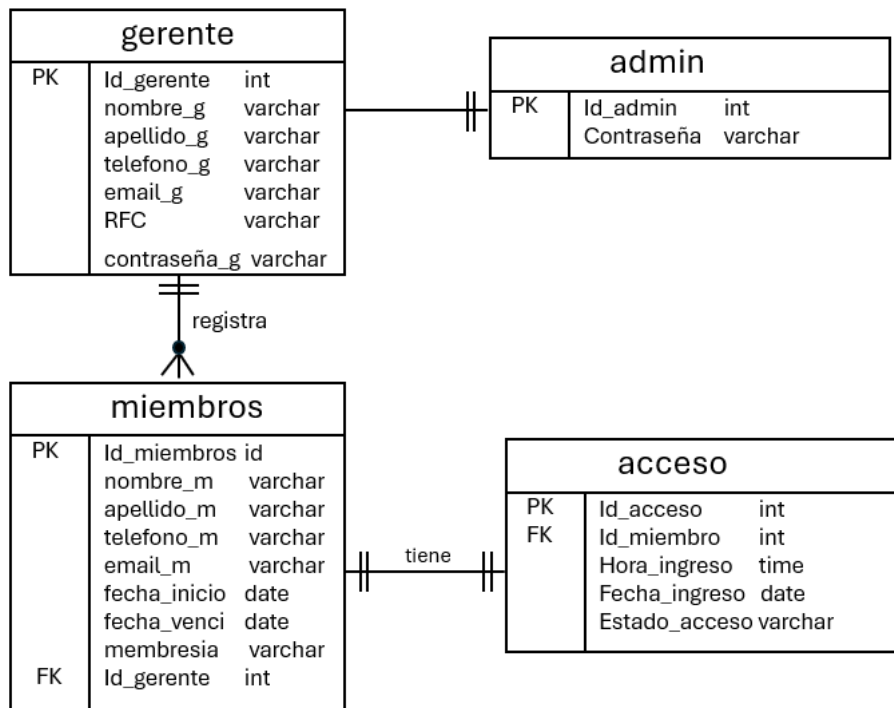 gerente
PK Id_gerente int
nombre_g varchar
apellido_g varchar
telefono_g varchar
email_g varchar
RFC varchar
contraseña_g varchar
admin
PK Id_admin int
Contraseña varchar
registra
miembros
PK Id_miembros id
nombre_m varchar
apellido_m varchar
telefono_m varchar
email_m varchar
fecha_inicio date
fecha_venci date
membresia varchar
FK Id_gerente int
tiene
acceso
PK Id_acceso int
FK Id_miembro int
Hora_ingreso time
Fecha_ingreso date
Estado_acceso varchar